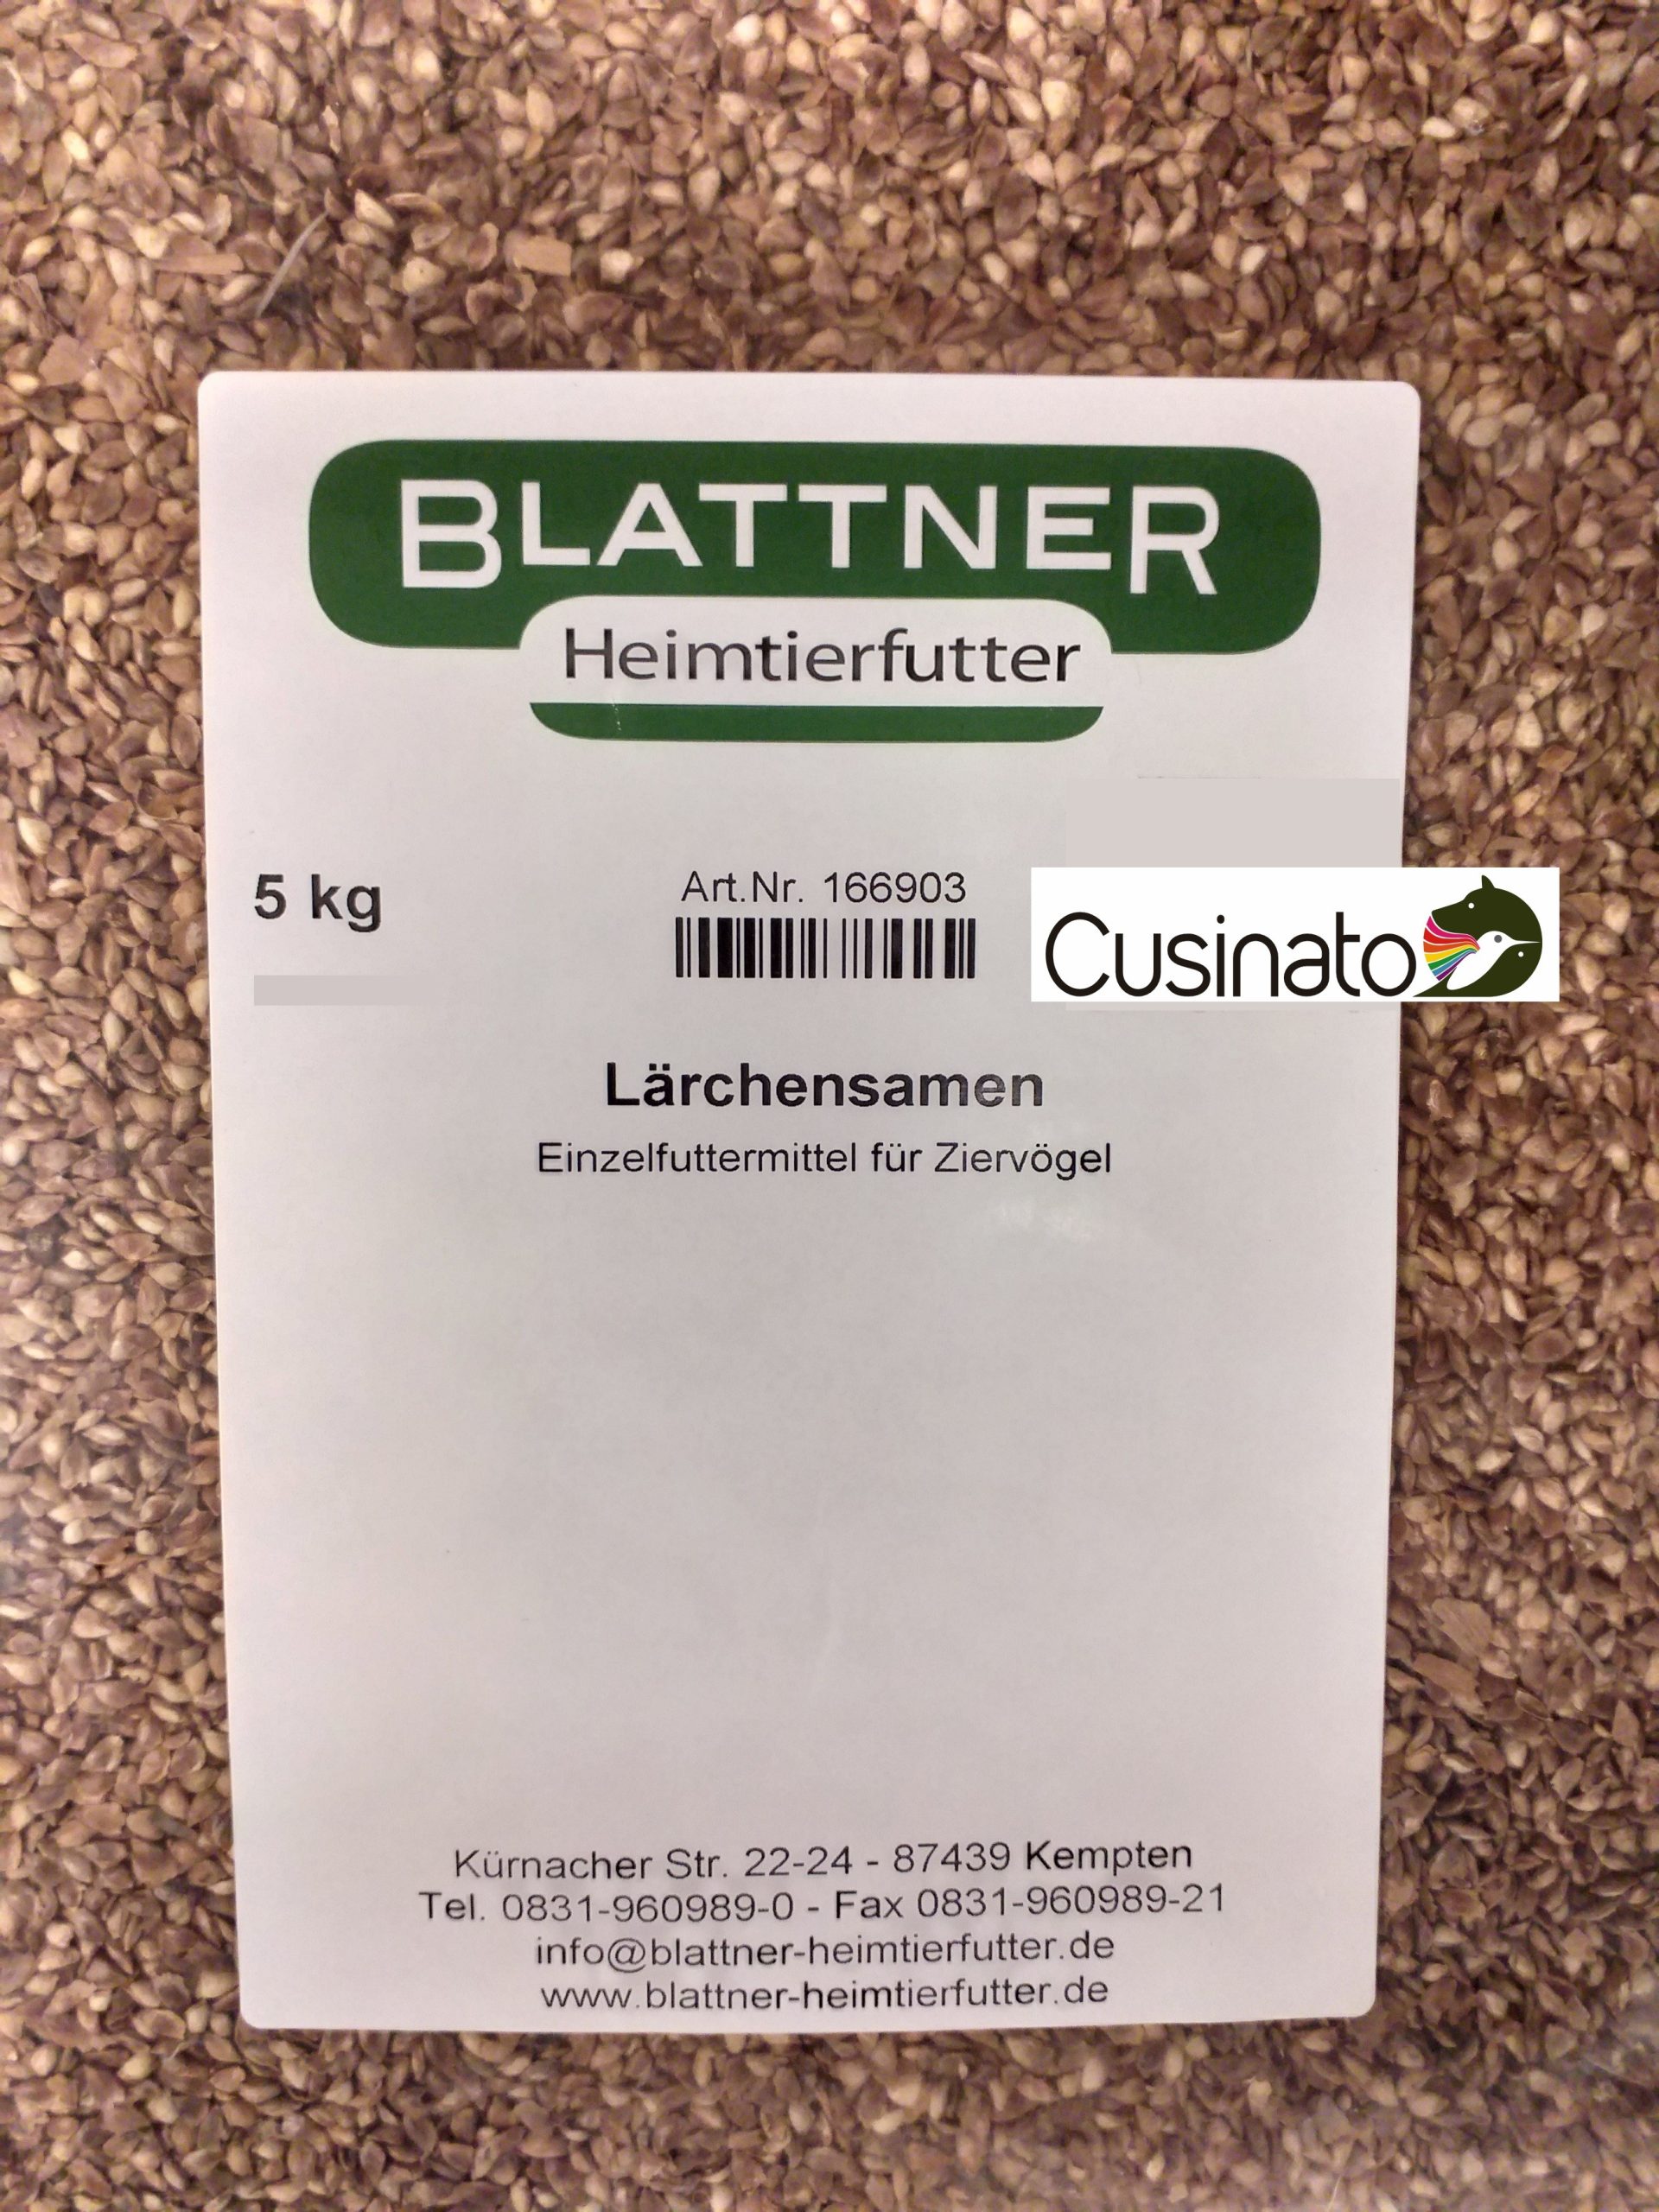 BLATTNER
Heimtierfutter
5 kg
Art.Nr. 166903
Cusinato
Lärchensamen
Einzelfuttermittel für Ziervögel
Kürnacher Str. 22-24 - 87439 Kempten
Tel. 0831-960989-0 - Fax 0831-960989-21
info@blattner-heimtierfutter.de
www.blattner-heimtierfutter.de